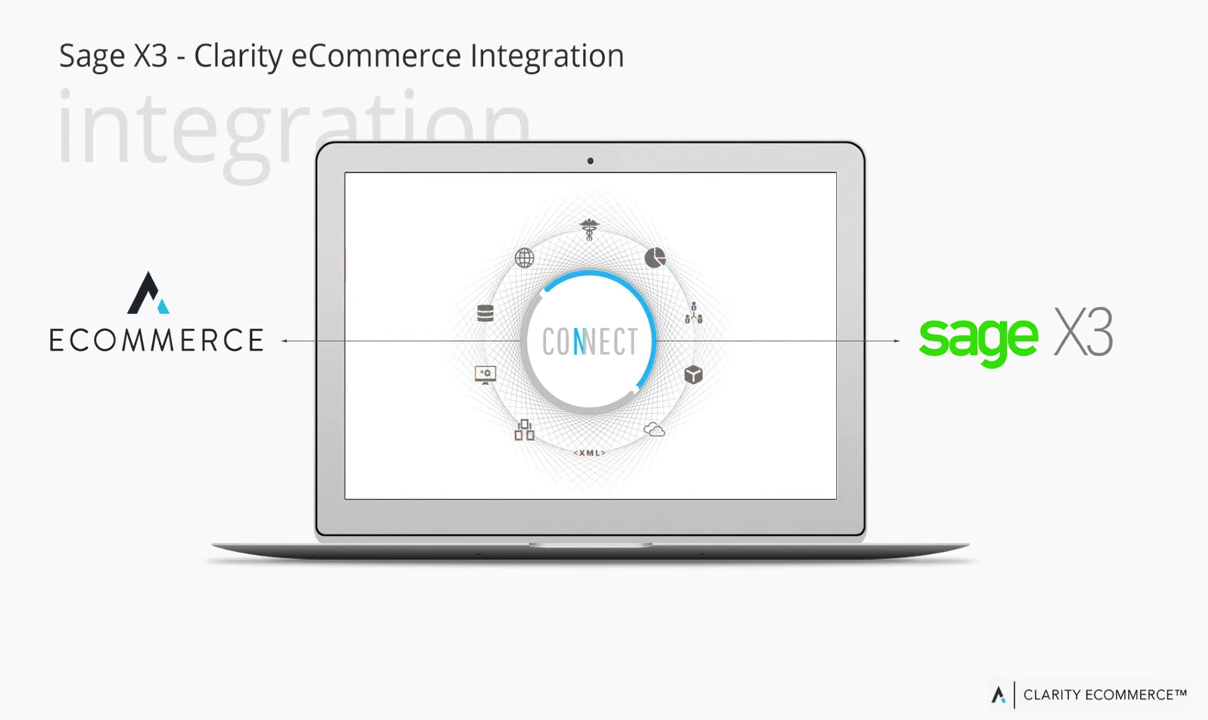 Sage X3 - Clarity eCommerce Integration
integration
ECOMMERCE
CONNECT
<XML>
sage X3
CLARITY ECOMMERCE™